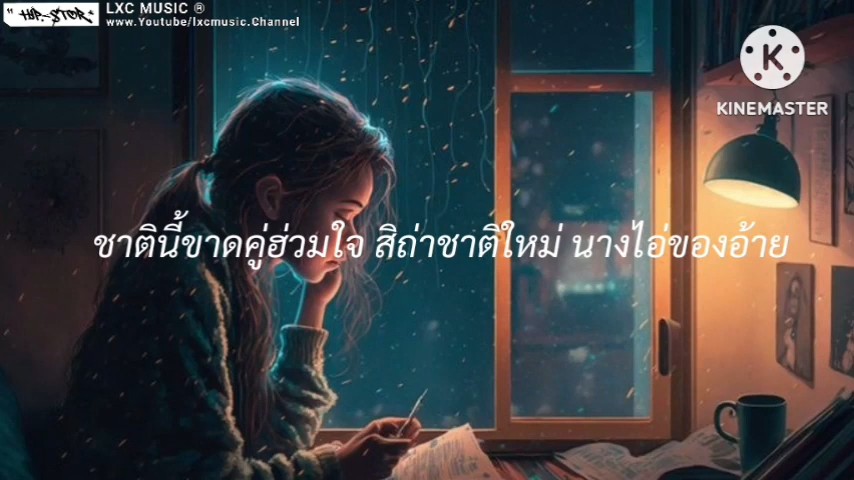 HIP-STOR
LXC MUSIC ®
www.Youtube/lxcmusic.Channel
K
KINEMASTER
ชาตินี้ขาดคู่ฮ่วมใจ สิถ่าชาติใหม่ นางไอ่ของอ้าย